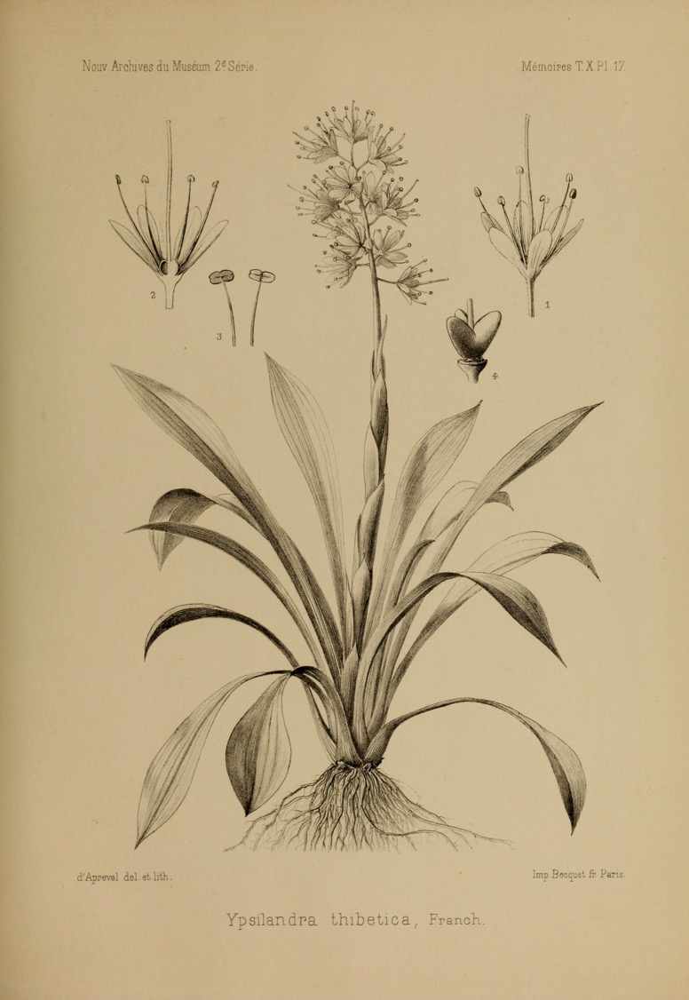 Nouv Archives du Muséum 2ᵉ Série.
Mémoires T. X. Pl. 17.
2
3
1
4
d'Apreval del. et lith.
Imp. Becquet fr. Paris.
Ypsilandra thibetica, Franch.